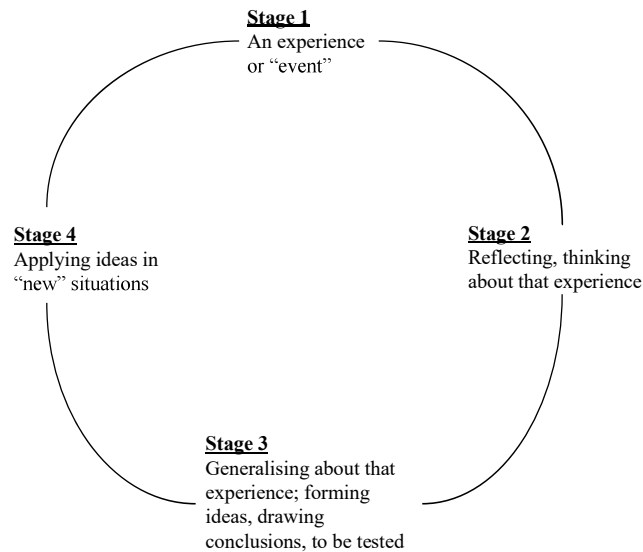 Stage 1
An experience
or “event”
Stage 2
Reflecting, thinking
about that experience
Stage 3
Generalising about that
experience; forming
ideas, drawing
conclusions, to be tested
Stage 4
Applying ideas in
“new” situations